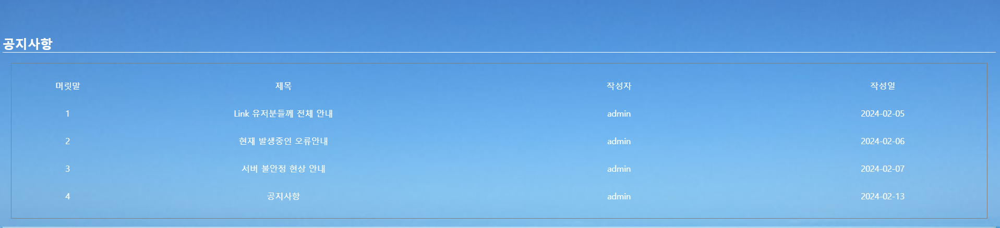 공지사항
머릿말 제목 작성자 작성일
1 Link 유저분들께 전체 안내 admin 2024-02-05
2 현재 발생중인 오류안내 admin 2024-02-06
3 서버 불안정 현상 안내 admin 2024-02-07
4 공지사항 admin 2024-02-13